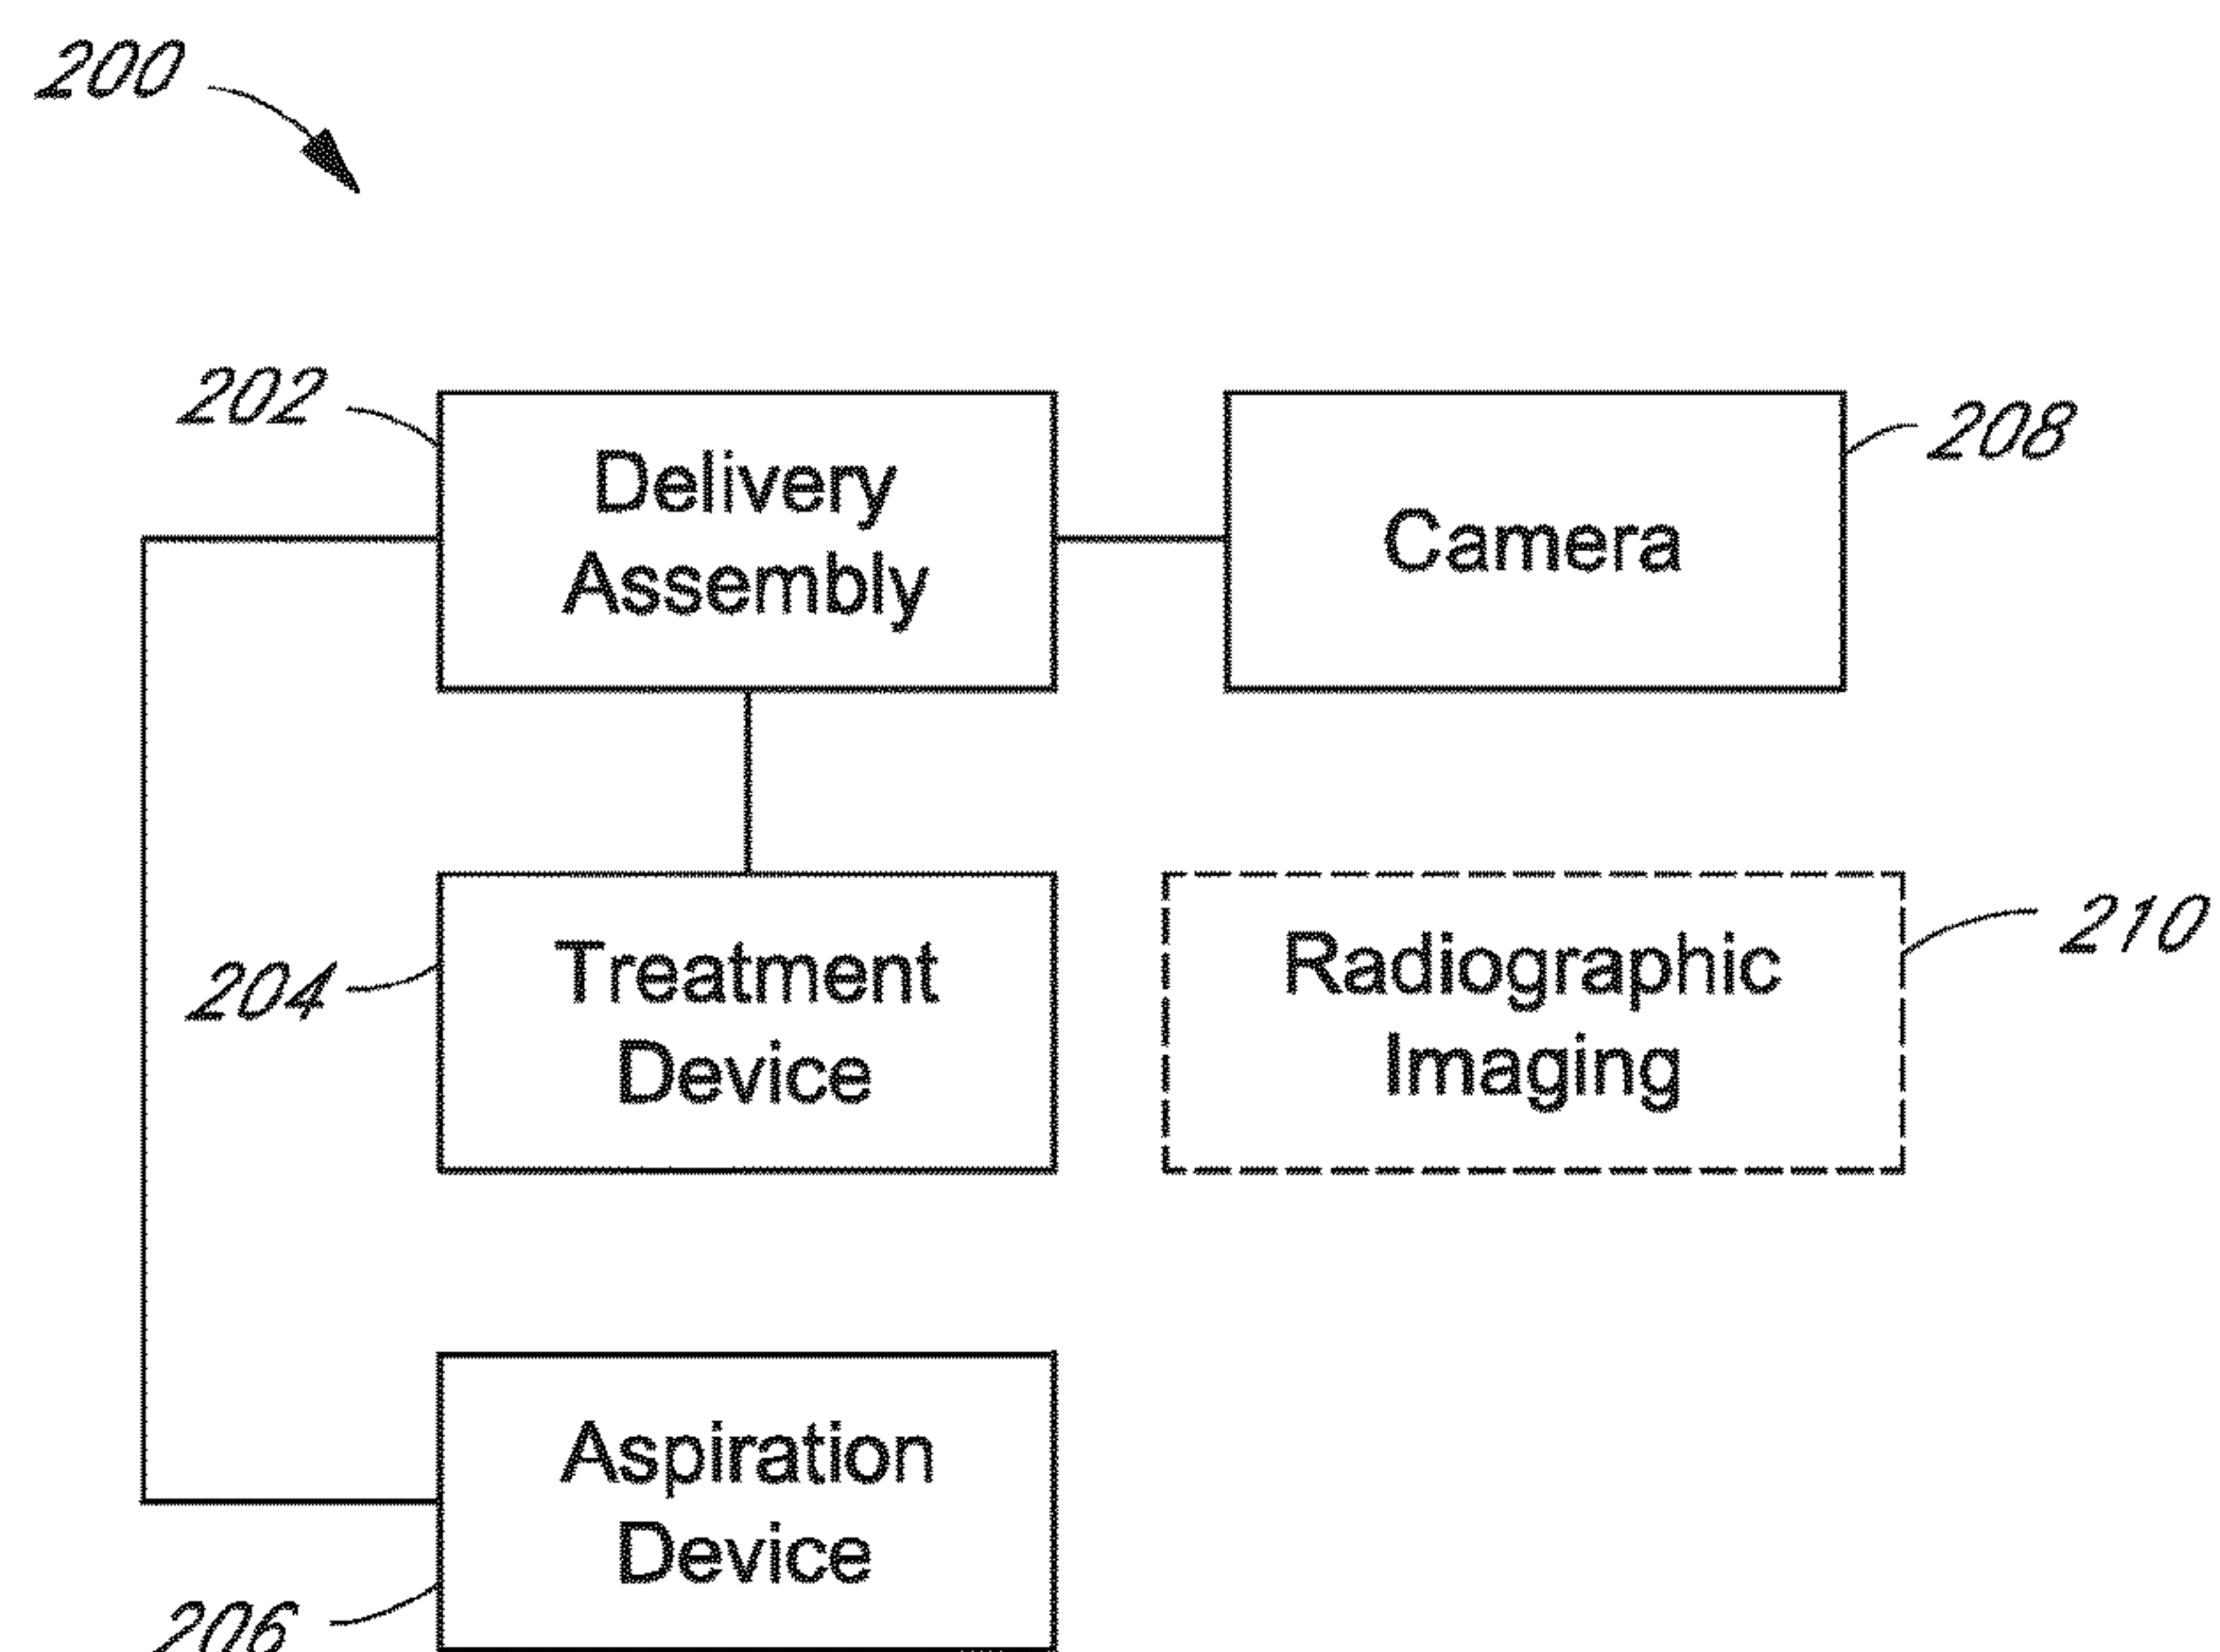 200
202
Delivery
Assembly
Camera
208
204
Treatment
Device
Radiographic
Imaging
210
Aspiration
Device
206